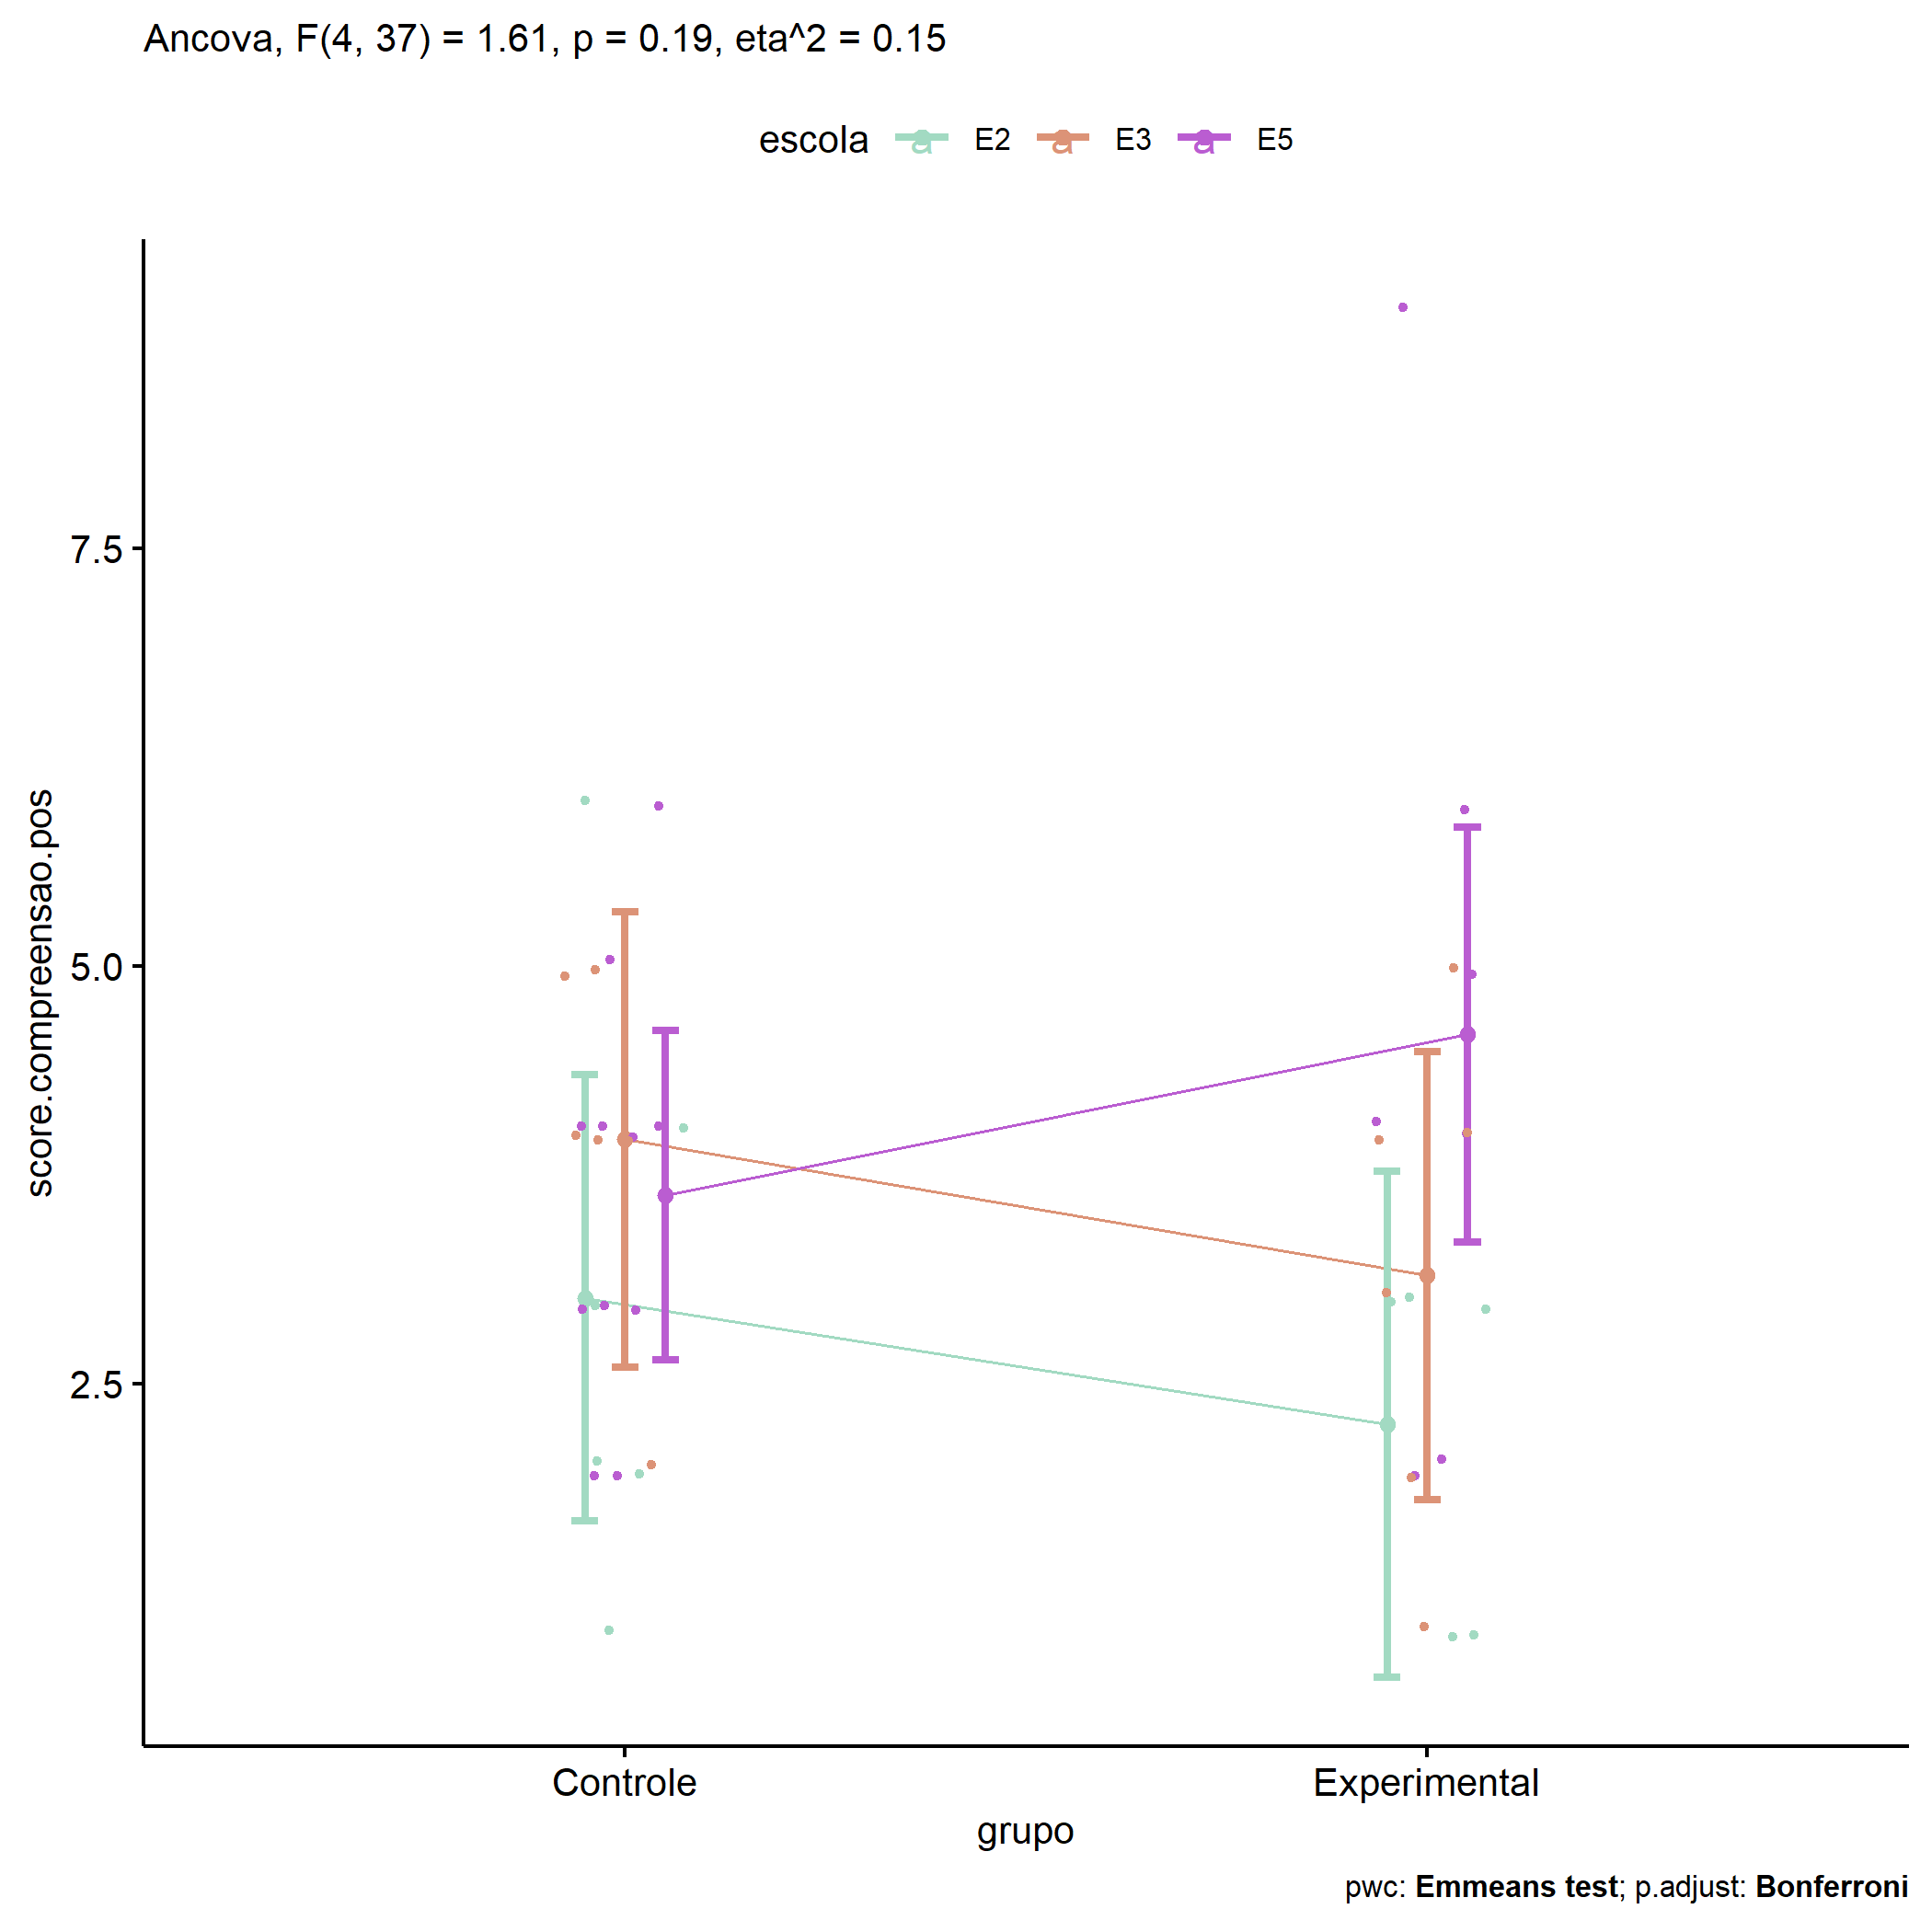 Ancova, F(4, 37) = 1.61, p = 0.19, eta^2 = 0.15
escola a E2 a E3 a E5
7.5
5.0
2.5
score.compreensao.pos
Controle Experimental
grupo
pwc: Emmeans test; p.adjust: Bonferroni